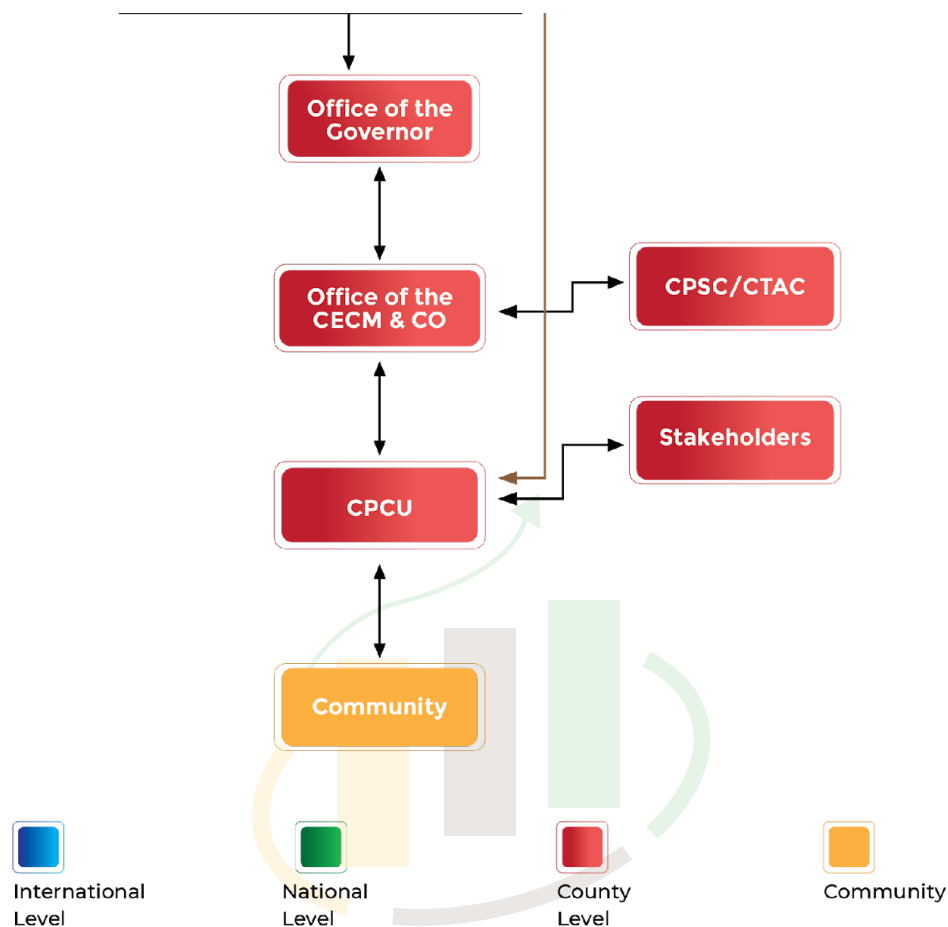 Office of the
Governor
Office of the
CECM & CO
CPSC/CTAC
Stakeholders
CPCU
Community
International
Level
National
Level
County
Level
Community